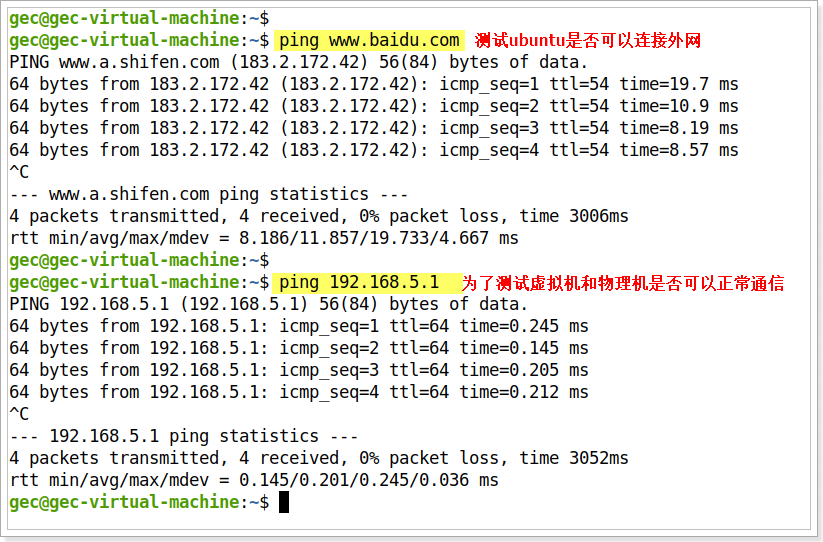 gec@gec-virtual-machine:~$
gec@gec-virtual-machine:~$ ping www.baidu.com 测试ubuntu是否可以连接外网
PING www.a.shifen.com (183.2.172.42) 56(84) bytes of data.
64 bytes from 183.2.172.42 (183.2.172.42): icmp_seq=1 ttl=54 time=19.7 ms
64 bytes from 183.2.172.42 (183.2.172.42): icmp_seq=2 ttl=54 time=10.9 ms
64 bytes from 183.2.172.42 (183.2.172.42): icmp_seq=3 ttl=54 time=8.19 ms
64 bytes from 183.2.172.42 (183.2.172.42): icmp_seq=4 ttl=54 time=8.57 ms
^C
--- www.a.shifen.com ping statistics ---
4 packets transmitted, 4 received, 0% packet loss, time 3006ms
rtt min/avg/max/mdev = 8.186/11.857/19.733/4.667 ms
gec@gec-virtual-machine:~$
gec@gec-virtual-machine:~$ ping 192.168.5.1 为了测试虚拟机和物理机是否可以正常通信
PING 192.168.5.1 (192.168.5.1) 56(84) bytes of data.
64 bytes from 192.168.5.1: icmp_seq=1 ttl=64 time=0.245 ms
64 bytes from 192.168.5.1: icmp_seq=2 ttl=64 time=0.145 ms
64 bytes from 192.168.5.1: icmp_seq=3 ttl=64 time=0.205 ms
64 bytes from 192.168.5.1: icmp_seq=4 ttl=64 time=0.212 ms
^C
--- 192.168.5.1 ping statistics ---
4 packets transmitted, 4 received, 0% packet loss, time 3052ms
rtt min/avg/max/mdev = 0.145/0.201/0.245/0.036 ms
gec@gec-virtual-machine:~$